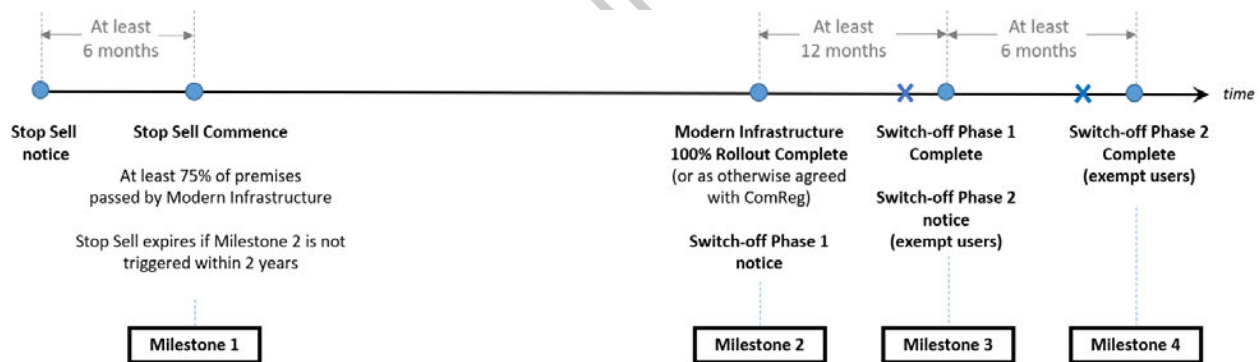 At least
6 months
At least
12 months
At least
6 months
time
Stop Sell
notice
Stop Sell Commence
At least 75% of premises
passed by Modern Infrastructure
Stop Sell expires if Milestone 2 is not
triggered within 2 years
Modern Infrastructure
100% Rollout Complete
(or as otherwise agreed
with ComReg)
Switch-off Phase 1
notice
Switch-off Phase 1
Complete
Switch-off Phase 2
notice
(exempt users)
Switch-off Phase 2
Complete
(exempt users)
Milestone 1
Milestone 2
Milestone 3
Milestone 4